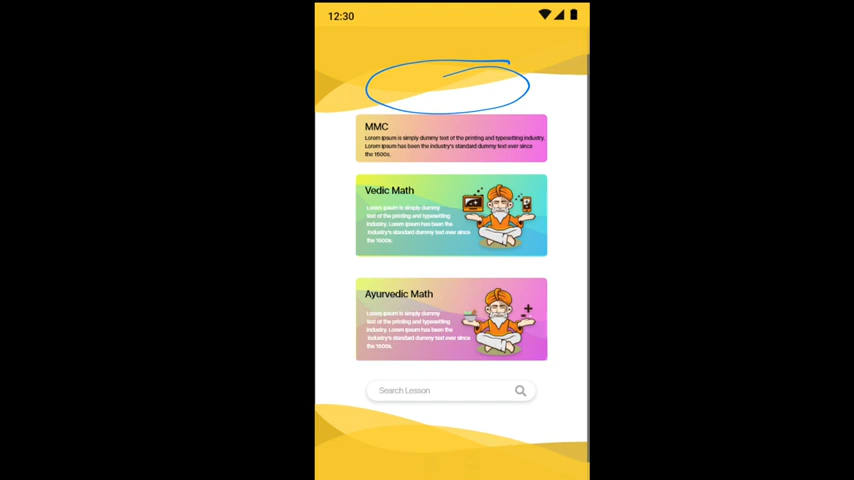 12:30
MMC
Lorem Ipsum is simply dummy text of the printing and typesetting industry.
Lorem Ipsum has been the industry's standard dummy text ever since
the 1500s,
Vedic Math
Lorem Ipsum is simply dummy
text of the printing and typesetting
industry. Lorem Ipsum has been the
industry's standard dummy text ever since
the 1500s,
Ayurvedic Math
Lorem Ipsum is simply dummy
text of the printing and typesetting
industry. Lorem Ipsum has been the
industry's standard dummy text ever since
the 1500s,
Search Lesson